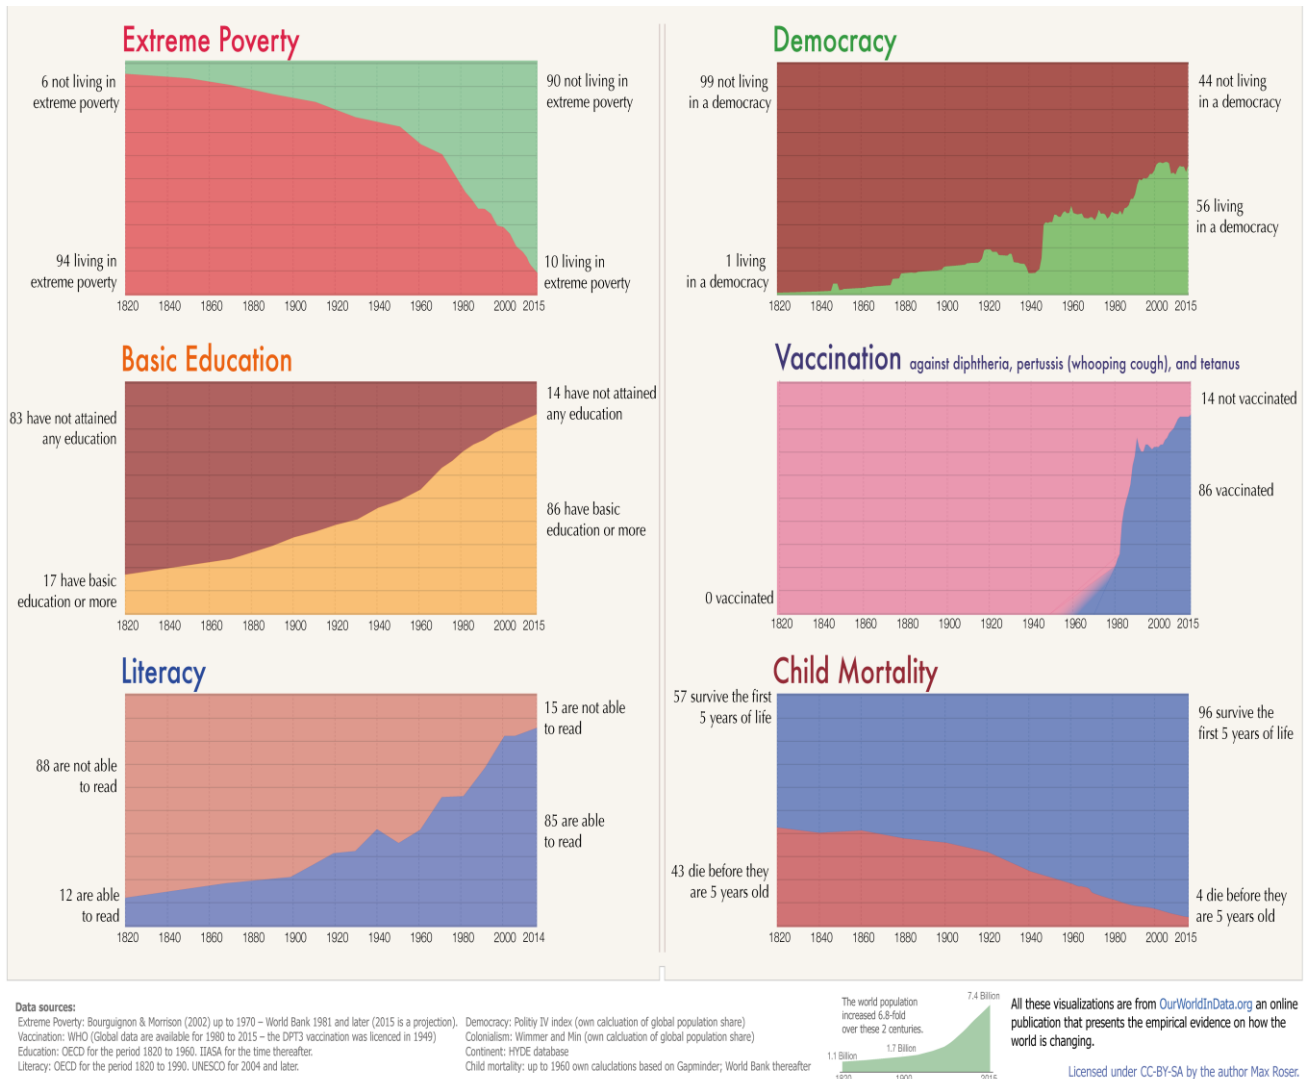 Extreme Poverty
6 not living in
extreme poverty
90 not living in
extreme poverty
94 living in
extreme poverty
10 living in
extreme poverty
1820 1840 1860 1880 1900 1920 1940 1960 1980 2000 2015
Democracy
99 not living
in a democracy
44 not living
in a democracy
56 living
in a democracy
1 living
in a democracy
1820 1840 1860 1880 1900 1920 1940 1960 1980 2000 2015
Basic Education
83 have not attained
any education
14 have not attained
any education
86 have basic
education or more
17 have basic
education or more
1820 1840 1860 1880 1900 1920 1940 1960 1980 2000 2015
Vaccination against diphtheria, pertussis (whooping cough), and tetanus
14 not vaccinated
86 vaccinated
0 vaccinated
1820 1840 1860 1880 1900 1920 1940 1960 1980 2000 2015
Literacy
15 are not able
to read
88 are not able
to read
85 are able
to read
12 are able
to read
1820 1840 1860 1880 1900 1920 1940 1960 1980 2000 2014
Child Mortality
57 survive the first
5 years of life
96 survive the
first 5 years of life
43 die before they
are 5 years old
4 die before they
are 5 years old
1820 1840 1860 1880 1900 1920 1940 1960 1980 2000 2015
Data sources:
Extreme Poverty: Bourguignon & Morrison (2002) up to 1970 – World Bank 1981 and later (2015 is a projection).
Vaccination: WHO (Global data are available for 1980 to 2015 – the DPT3 vaccination was licenced in 1949)
Education: OECD for the period 1820 to 1960. IIASA for the time thereafter.
Literacy: OECD for the period 1820 to 1990. UNESCO for 2004 and later.
Democracy: Politiy IV index (own calcluation of global population share)
Colonialism: Wimmer and Min (own calcluation of global population share)
Continent: HYDE database
Child mortality: up to 1960 own caluclations based on Gapminder; World Bank thereafter
The world population
increased 6.8-fold
over these 2 centuries.
7.4 Billion
1.7 Billion
1.1 Billion
1820 1900 2015
All these visualizations are from OurWorldInData.org an online
publication that presents the empirical evidence on how the
world is changing.
Licensed under CC-BY-SA by the author Max Roser.